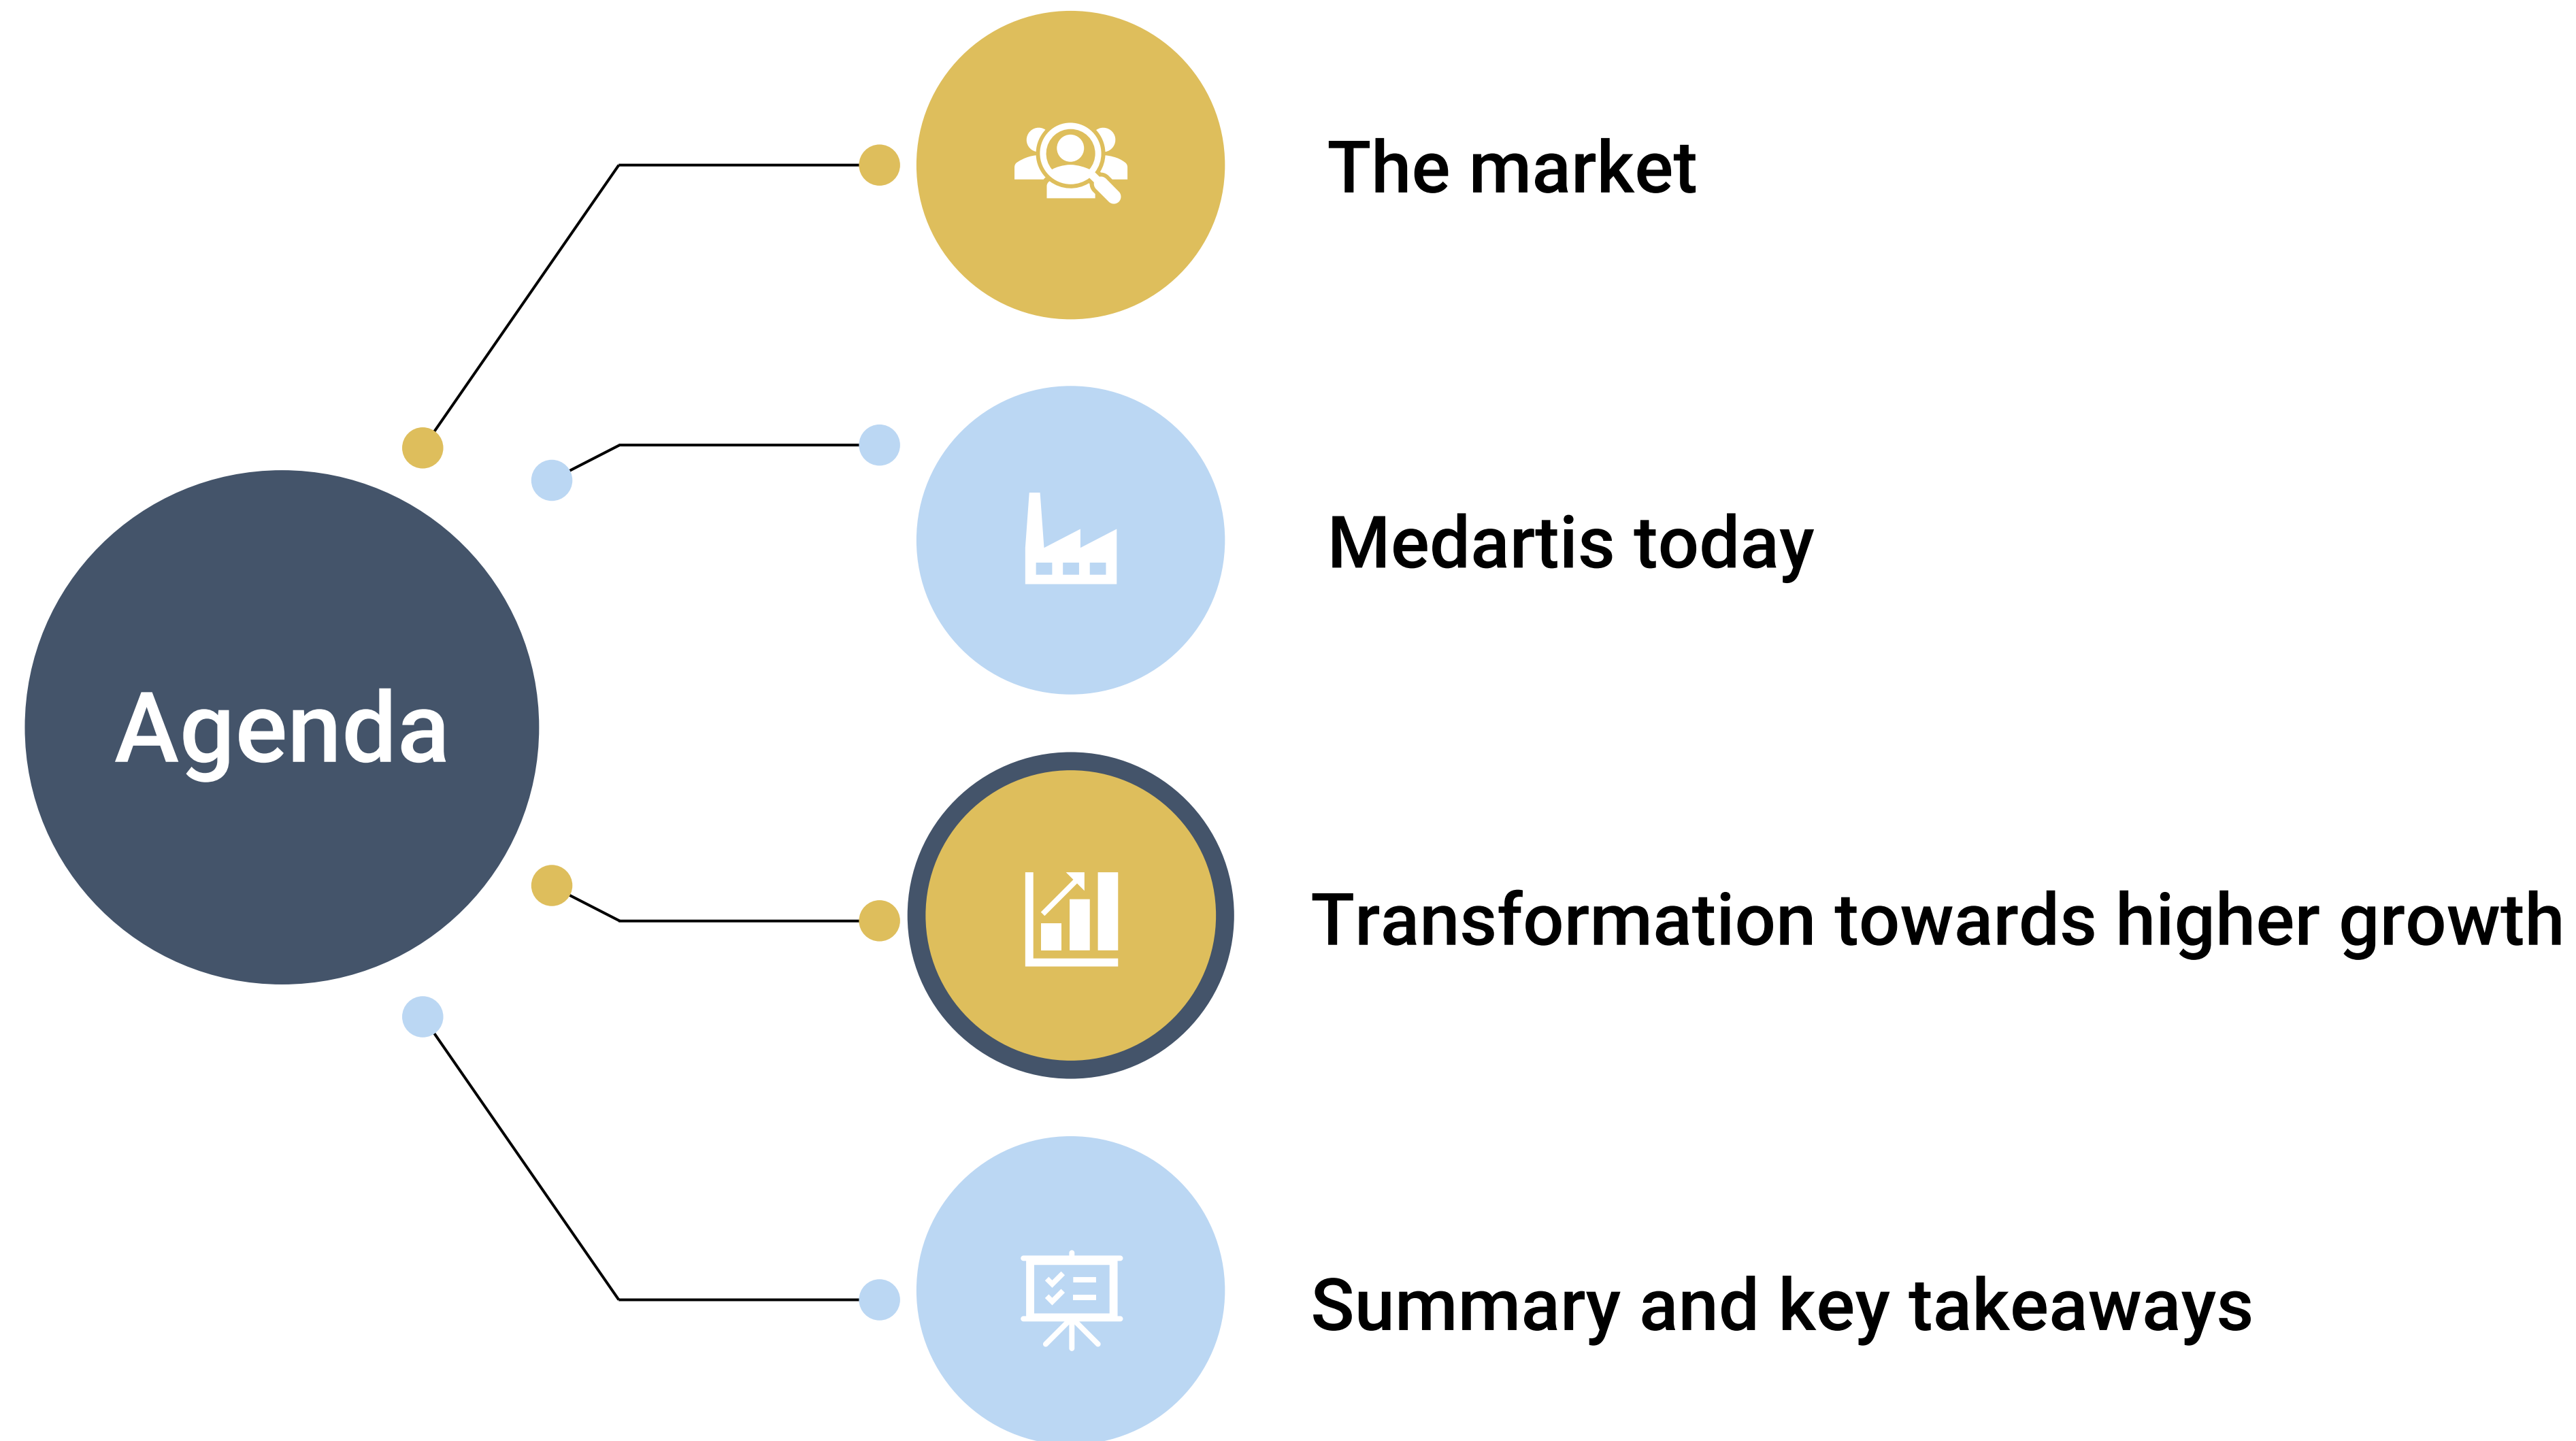 Agenda
The market
Medartis today
Transformation towards higher growth
Summary and key takeaways